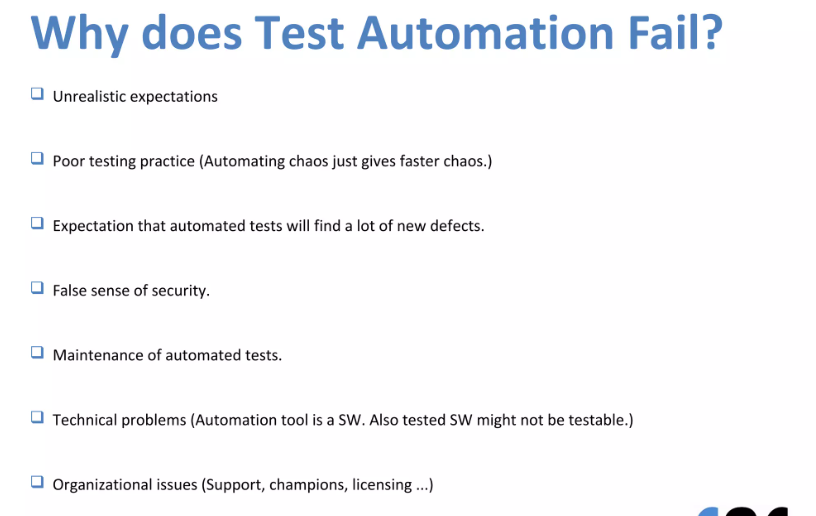 Why does Test Automation Fail?
Unrealistic expectations
Poor testing practice (Automating chaos just gives faster chaos.)
Expectation that automated tests will find a lot of new defects.
False sense of security.
Maintenance of automated tests.
Technical problems (Automation tool is a SW. Also tested SW might not be testable.)
Organizational issues (Support, champions, licensing ...)